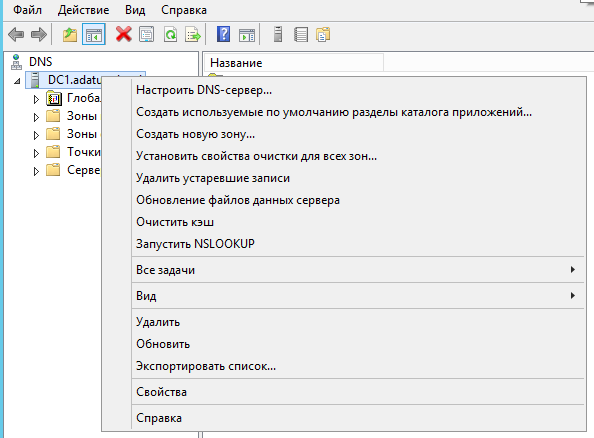 Файл Действие Вид Справка
DNS
Название
DC1.adatu
Глоба
Зоны
Зоны
Точки
Серве
Настроить DNS-сервер...
Создать используемые по умолчанию разделы каталога приложений...
Создать новую зону...
Установить свойства очистки для всех зон...
Удалить устаревшие записи
Обновление файлов данных сервера
Очистить кэш
Запустить NSLOOKUP
Все задачи
Вид
Удалить
Обновить
Экспортировать список...
Свойства
Справка